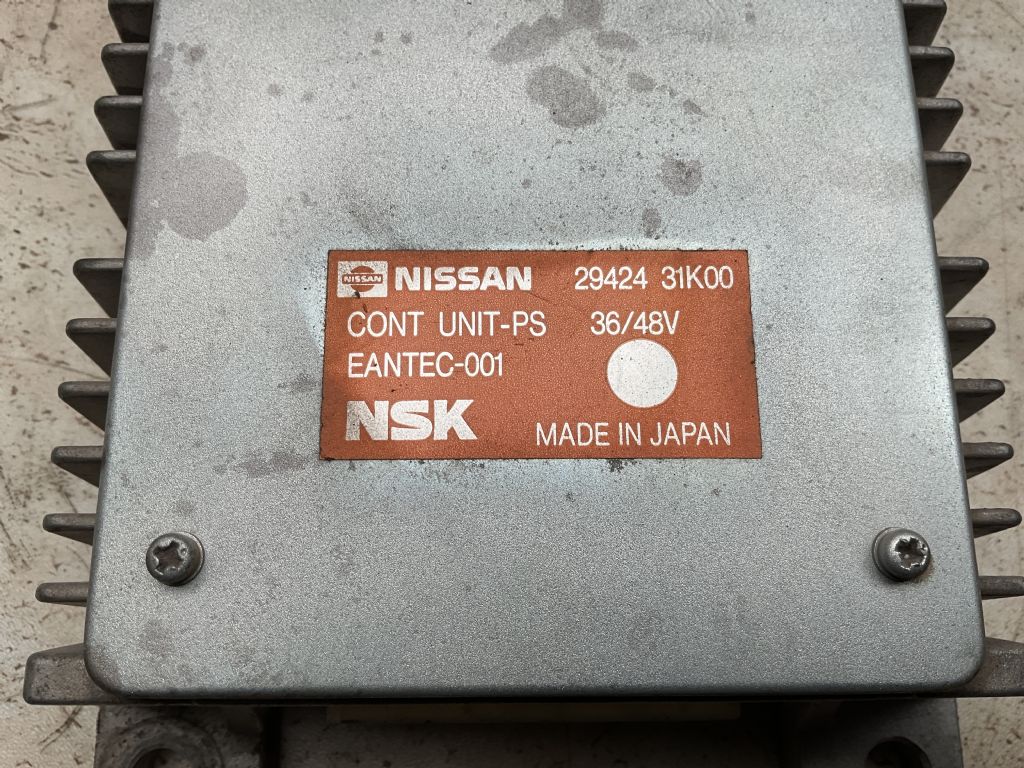 NISSAN NISSAN 29424 31K00
CONT UNIT-PS 36/48V
EANTEC-001
NSK MADE IN JAPAN